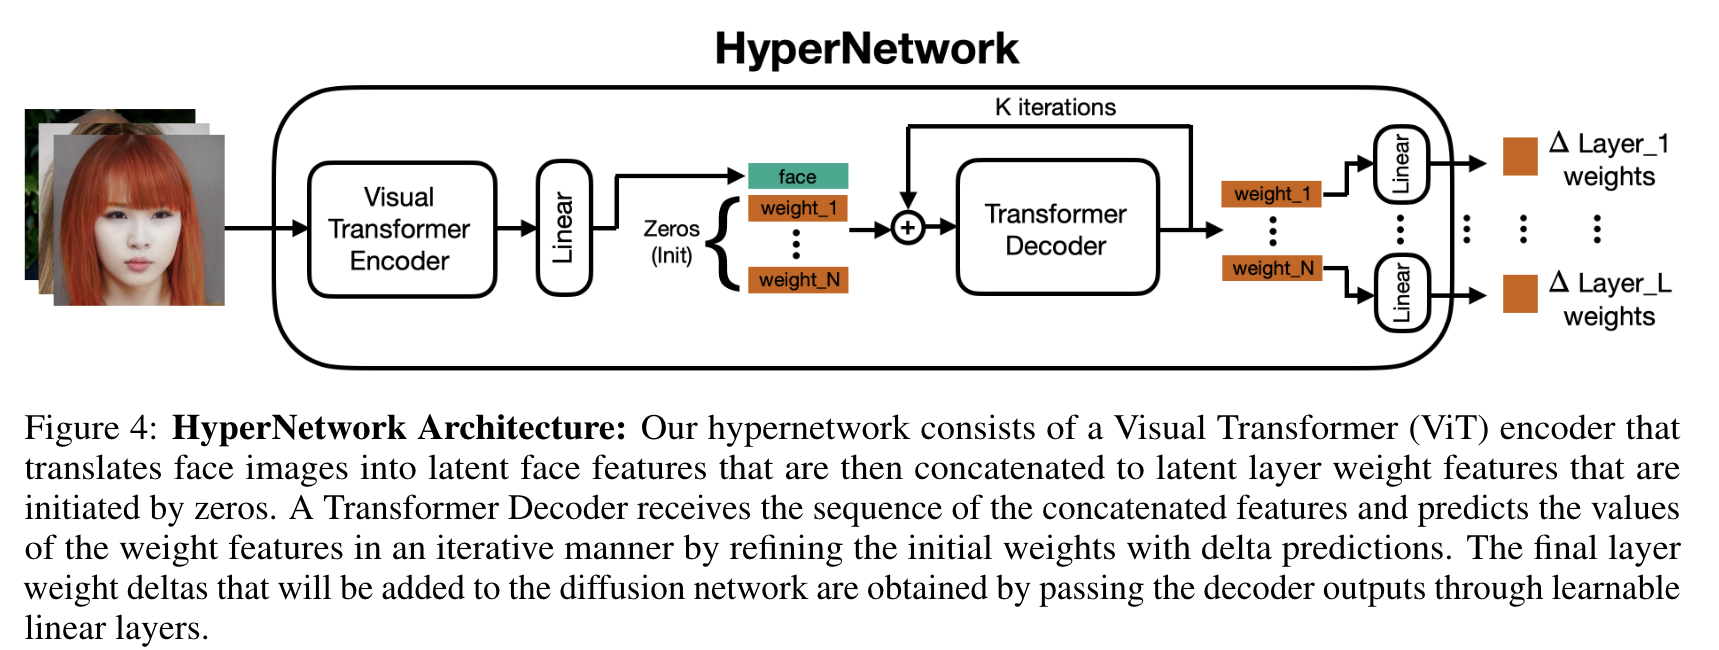 HyperNetwork
K iterations
Visual
Transformer
Encoder
Linear
Zeros
(Init)
face
weight_1
weight_N
+
Transformer
Decoder
weight_1
weight_N
Linear
Linear
Δ Layer_1
weights
Δ Layer_L
weights
Figure 4: HyperNetwork Architecture: Our hypernetwork consists of a Visual Transformer (ViT) encoder that
translates face images into latent face features that are then concatenated to latent layer weight features that are
initiated by zeros. A Transformer Decoder receives the sequence of the concatenated features and predicts the values
of the weight features in an iterative manner by refining the initial weights with delta predictions. The final layer
weight deltas that will be added to the diffusion network are obtained by passing the decoder outputs through learnable
linear layers.